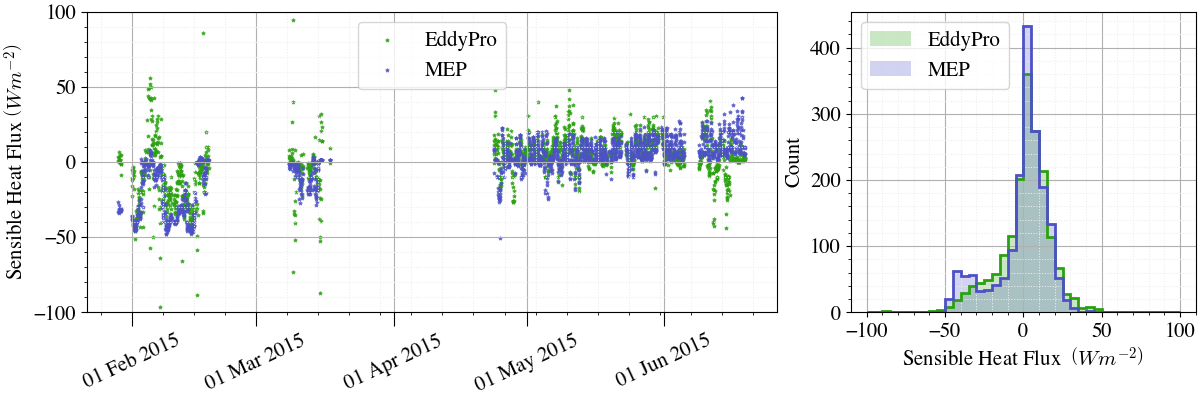 Sensible Heat Flux (Wm⁻²)
100
50
0
−50
−100
EddyPro
MEP
01 Feb 2015
01 Mar 2015
01 Apr 2015
01 May 2015
01 Jun 2015
Count
400
300
200
100
0
EddyPro
MEP
−100
−50
0
50
100
Sensible Heat Flux (Wm⁻²)